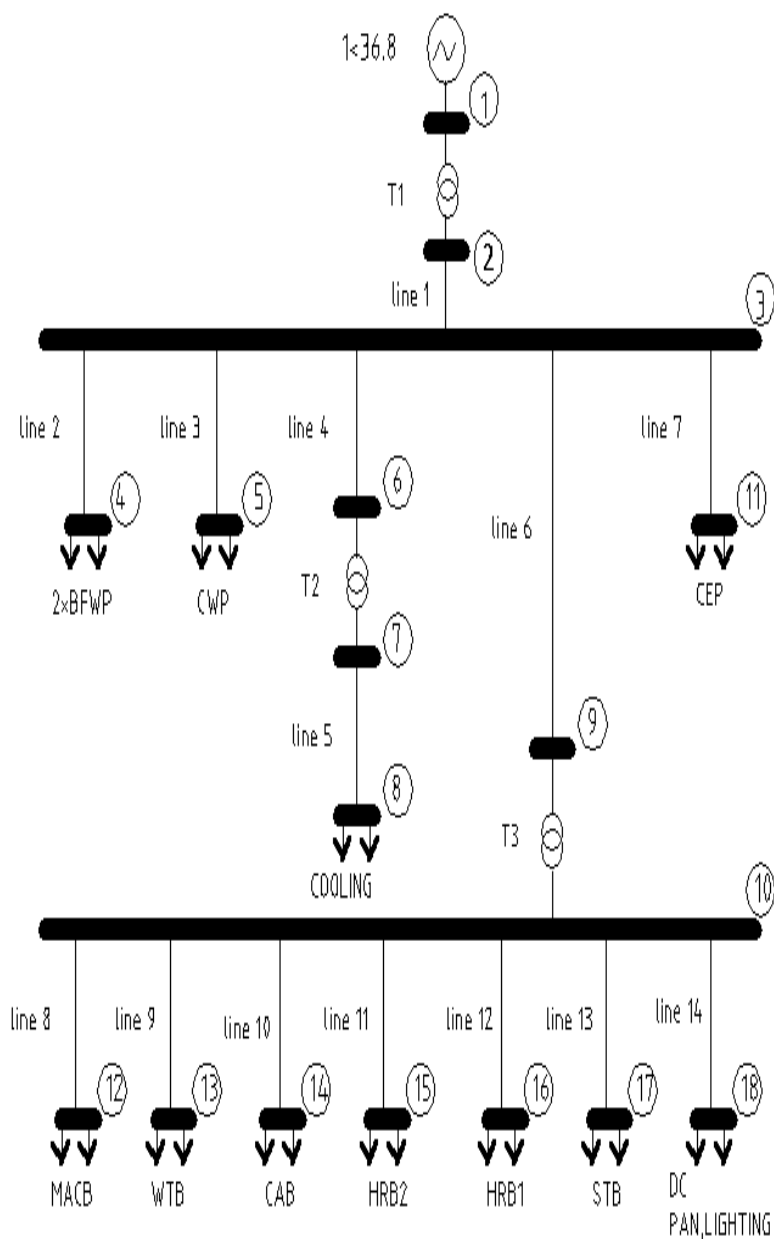 1<36.8
1
T1
2
line 1
3
line 2
line 3
line 4
line 6
line 7
4
5
6
11
2×BFWP
CWP
T2
CEP
7
line 5
9
8
T3
COOLING
10
line 8
line 9
line 10
line 11
line 12
line 13
line 14
12
13
14
15
16
17
18
MACB
WTB
CAB
HRB2
HRB1
STB
DC
PAN,LIGHTING